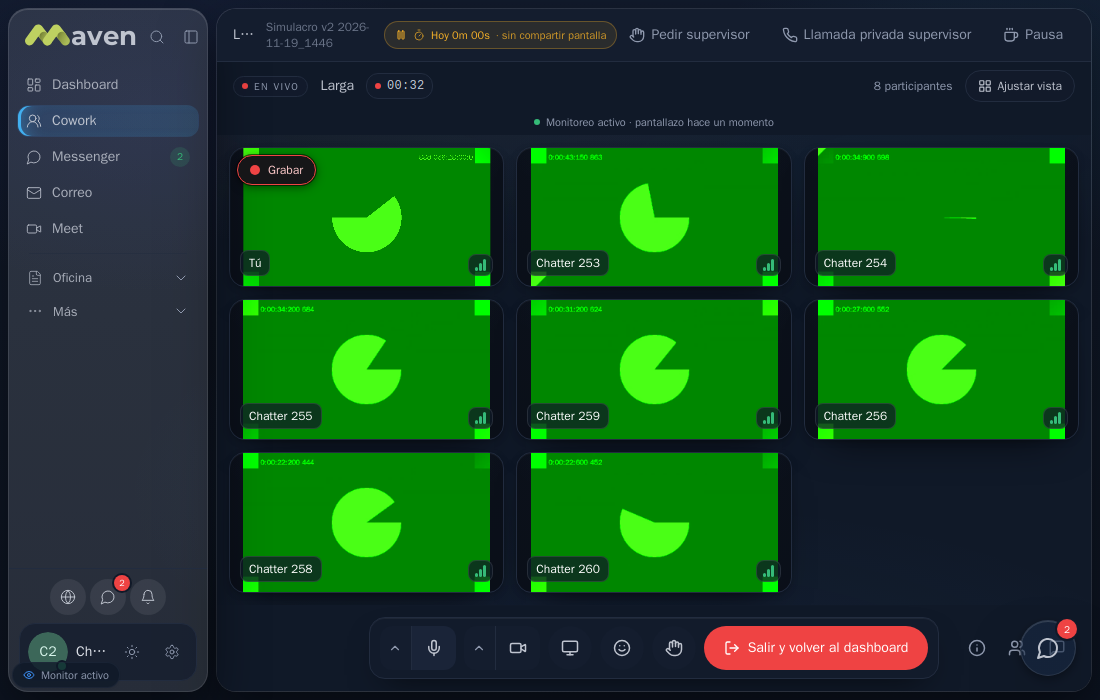 Maven
Dashboard
Cowork
Messenger 2
Correo
Meet
Oficina
Más
2
C2 Ch···
Monitor activo
L···
Simulacro v2 2026-
11-19_1446
Hoy 0m 00s · sin compartir pantalla
Pedir supervisor
Llamada privada supervisor
Pausa
EN VIVO
Larga
00:32
8 participantes
Ajustar vista
Monitoreo activo · pantallazo hace un momento
Grabar
Tú
0:00:43:150 863
Chatter 253
0:00:34:900 698
Chatter 254
0:00:34:200 684
Chatter 255
0:00:31:200 624
Chatter 259
0:00:27:600 552
Chatter 256
0:00:22:200 444
Chatter 258
0:00:22:600 452
Chatter 260
Salir y volver al dashboard
2